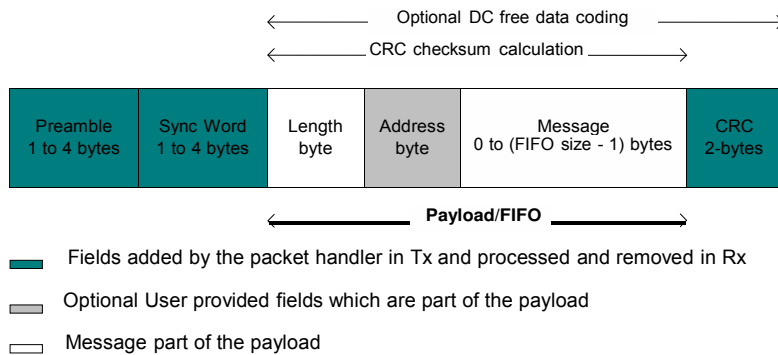 Optional DC free data coding
CRC checksum calculation
Preamble
1 to 4 bytes
Sync Word
1 to 4 bytes
Length
byte
Address
byte
Message
0 to (FIFO size - 1) bytes
CRC
2-bytes
Payload/FIFO
Fields added by the packet handler in Tx and processed and removed in Rx
Optional User provided fields which are part of the payload
Message part of the payload